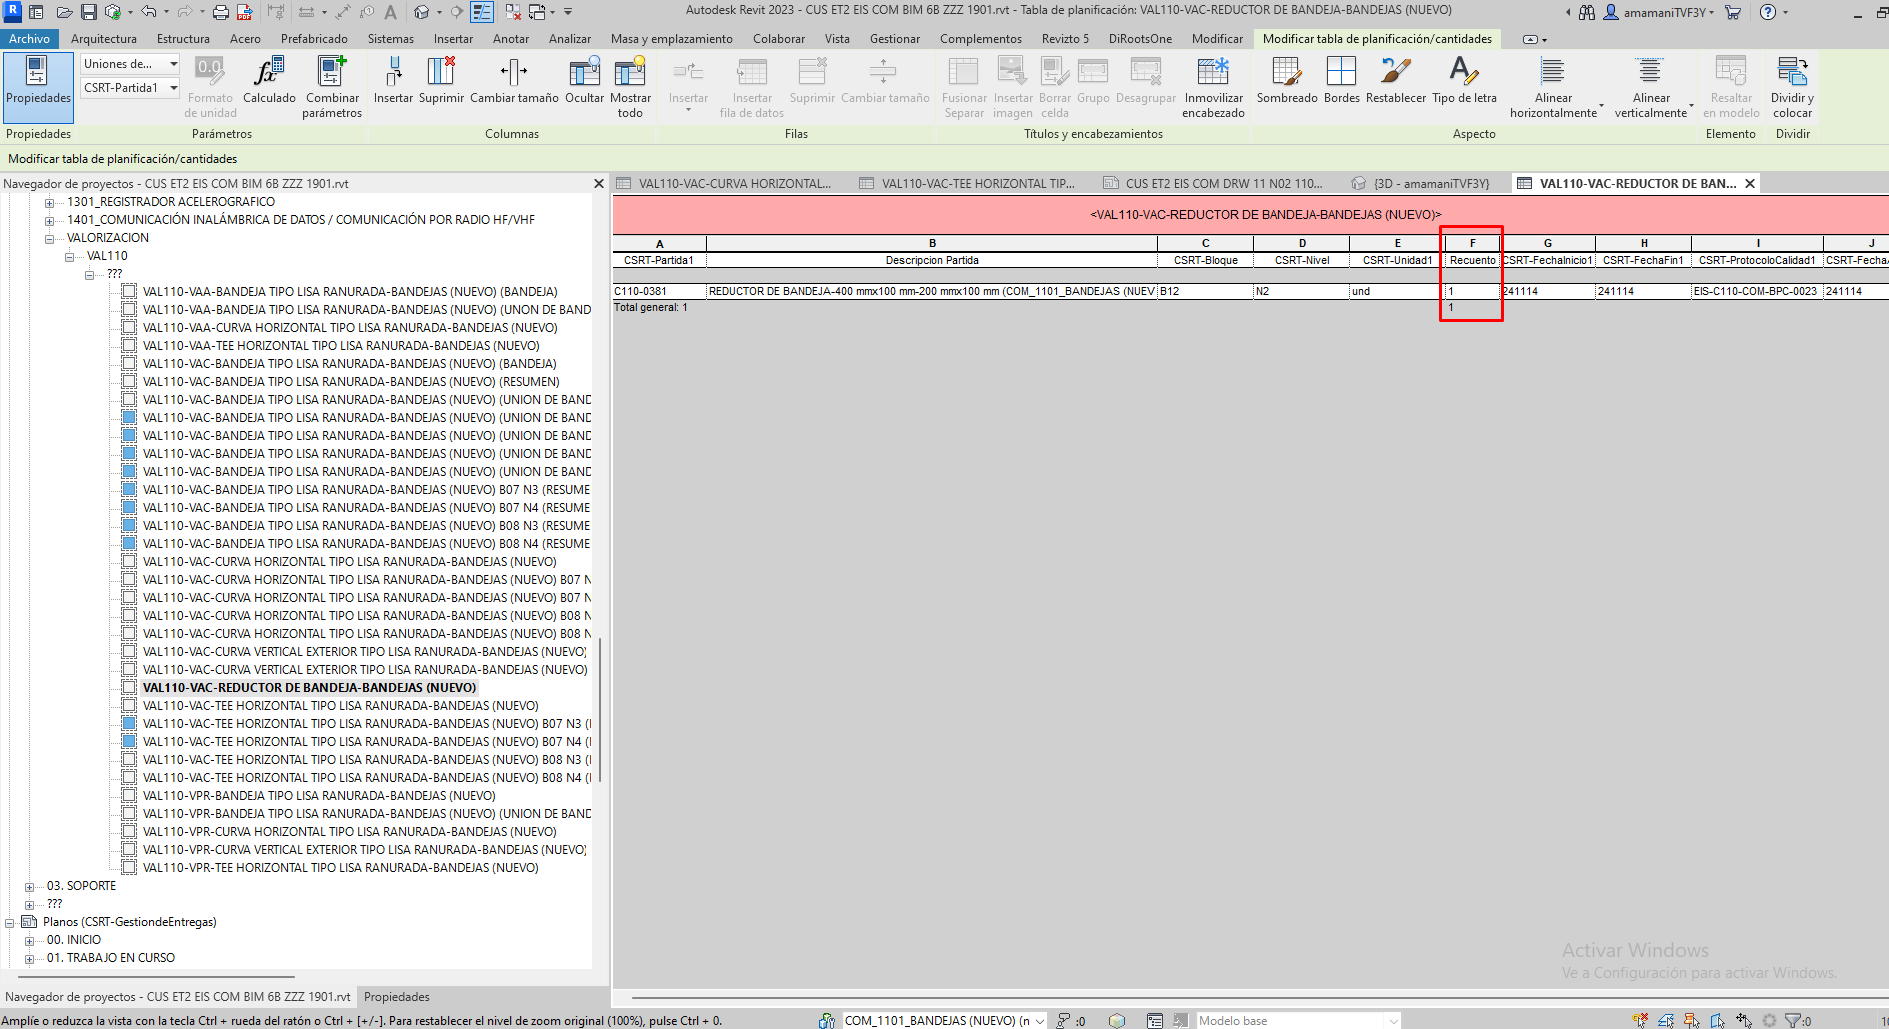 Autodesk Revit 2023 - CUS ET2 EIS COM BIM 6B ZZZ 1901.rvt - Tabla de planificación: VAL110-VAC-REDUCTOR DE BANDEJA-BANDEJAS (NUEVO)
amamaniTVF3Y
Archivo Arquitectura Estructura Acero Prefabricado Sistemas Insertar Anotar Analizar Masa y emplazamiento Colaborar Vista Gestionar Complementos Revizto 5 DiRootsOne Modificar Modificar tabla de planificación/cantidades
Uniones de...
CSRT-Partida1
Propiedades
Formato de unidad
Calculado
Combinar parámetros
Insertar
Suprimir
Cambiar tamaño
Ocultar
Mostrar todo
Insertar
Insertar fila de datos
Suprimir
Cambiar tamaño
Fusionar Separar
Insertar imagen
Borrar celda
Grupo
Desagrupar
Inmovilizar encabezado
Sombreado
Bordes
Restablecer
Tipo de letra
Alinear horizontalmente
Alinear verticalmente
Resaltar en modelo
Dividir y colocar
Propiedades Parámetros Columnas Filas Títulos y encabezamientos Aspecto Elemento Dividir
Modificar tabla de planificación/cantidades
Navegador de proyectos - CUS ET2 EIS COM BIM 6B ZZZ 1901.rvt
1301_REGISTRADOR ACELEROGRAFICO
1401_COMUNICACIÓN INALÁMBRICA DE DATOS / COMUNICACIÓN POR RADIO HF/VHF
VALORIZACION
VAL110
???
VAL110-VAA-BANDEJA TIPO LISA RANURADA-BANDEJAS (NUEVO) (BANDEJA)
VAL110-VAA-BANDEJA TIPO LISA RANURADA-BANDEJAS (NUEVO) (UNON DE BAND
VAL110-VAA-CURVA HORIZONTAL TIPO LISA RANURADA-BANDEJAS (NUEVO)
VAL110-VAA-TEE HORIZONTAL TIPO LISA RANURADA-BANDEJAS (NUEVO)
VAL110-VAC-BANDEJA TIPO LISA RANURADA-BANDEJAS (NUEVO) (BANDEJA)
VAL110-VAC-BANDEJA TIPO LISA RANURADA-BANDEJAS (NUEVO) (RESUMEN)
VAL110-VAC-BANDEJA TIPO LISA RANURADA-BANDEJAS (NUEVO) (UNION DE BAND
VAL110-VAC-BANDEJA TIPO LISA RANURADA-BANDEJAS (NUEVO) (UNION DE BAND
VAL110-VAC-BANDEJA TIPO LISA RANURADA-BANDEJAS (NUEVO) (UNION DE BAND
VAL110-VAC-BANDEJA TIPO LISA RANURADA-BANDEJAS (NUEVO) (UNION DE BAND
VAL110-VAC-BANDEJA TIPO LISA RANURADA-BANDEJAS (NUEVO) (UNION DE BAND
VAL110-VAC-BANDEJA TIPO LISA RANURADA-BANDEJAS (NUEVO) B07 N3 (RESUME
VAL110-VAC-BANDEJA TIPO LISA RANURADA-BANDEJAS (NUEVO) B07 N4 (RESUME
VAL110-VAC-BANDEJA TIPO LISA RANURADA-BANDEJAS (NUEVO) B08 N3 (RESUME
VAL110-VAC-BANDEJA TIPO LISA RANURADA-BANDEJAS (NUEVO) B08 N4 (RESUME
VAL110-VAC-CURVA HORIZONTAL TIPO LISA RANURADA-BANDEJAS (NUEVO)
VAL110-VAC-CURVA HORIZONTAL TIPO LISA RANURADA-BANDEJAS (NUEVO) B07 N
VAL110-VAC-CURVA HORIZONTAL TIPO LISA RANURADA-BANDEJAS (NUEVO) B07 N
VAL110-VAC-CURVA HORIZONTAL TIPO LISA RANURADA-BANDEJAS (NUEVO) B08 N
VAL110-VAC-CURVA HORIZONTAL TIPO LISA RANURADA-BANDEJAS (NUEVO) B08 N
VAL110-VAC-CURVA VERTICAL EXTERIOR TIPO LISA RANURADA-BANDEJAS (NUEVO)
VAL110-VAC-CURVA VERTICAL EXTERIOR TIPO LISA RANURADA-BANDEJAS (NUEVO)
VAL110-VAC-REDUCTOR DE BANDEJA-BANDEJAS (NUEVO)
VAL110-VAC-TEE HORIZONTAL TIPO LISA RANURADA-BANDEJAS (NUEVO)
VAL110-VAC-TEE HORIZONTAL TIPO LISA RANURADA-BANDEJAS (NUEVO) B07 N3 (
VAL110-VAC-TEE HORIZONTAL TIPO LISA RANURADA-BANDEJAS (NUEVO) B07 N4 (
VAL110-VAC-TEE HORIZONTAL TIPO LISA RANURADA-BANDEJAS (NUEVO) B08 N3 (
VAL110-VAC-TEE HORIZONTAL TIPO LISA RANURADA-BANDEJAS (NUEVO) B08 N4 (
VAL110-VPR-BANDEJA TIPO LISA RANURADA-BANDEJAS (NUEVO)
VAL110-VPR-BANDEJA TIPO LISA RANURADA-BANDEJAS (NUEVO) (UNION DE BAND
VAL110-VPR-CURVA HORIZONTAL TIPO LISA RANURADA-BANDEJAS (NUEVO)
VAL110-VPR-CURVA VERTICAL EXTERIOR TIPO LISA RANURADA-BANDEJAS (NUEVO)
VAL110-VPR-TEE HORIZONTAL TIPO LISA RANURADA-BANDEJAS (NUEVO)
03. SOPORTE
???
Planos (CSRT-GestiondeEntregas)
00. INICIO
01. TRABAJO EN CURSO
Navegador de proyectos - CUS ET2 EIS COM BIM 6B ZZZ 1901.rvt Propiedades
VAL110-VAC-CURVA HORIZONTAL... VAL110-VAC-TEE HORIZONTAL TIP... CUS ET2 EIS COM DRW 11 N02 110... {3D - amamaniTVF3Y} VAL110-VAC-REDUCTOR DE BAN...
<VAL110-VAC-REDUCTOR DE BANDEJA-BANDEJAS (NUEVO)>
A B C D E F G H I J
CSRT-Partida1 Descripcion Partida CSRT-Bloque CSRT-Nivel CSRT-Unidad1 Recuento CSRT-FechaInicio1 CSRT-FechaFin1 CSRT-ProtocoloCalidad1 CSRT-Fecha
C110-0381 REDUCTOR DE BANDEJA-400 mmx100 mm-200 mmx100 mm (COM_1101_BANDEJAS (NUEV B12 N2 und 1 241114 241114 EIS-C110-COM-BPC-0023 241114
Total general: 1 1
Activar Windows
Ve a Configuración para activar Windows.
Amplíe o reduzca la vista con la tecla Ctrl + rueda del ratón o Ctrl + [+/-]. Para restablecer el nivel de zoom original (100%), pulse Ctrl + 0.
COM_1101_BANDEJAS (NUEVO) (n :0 Modelo base :0